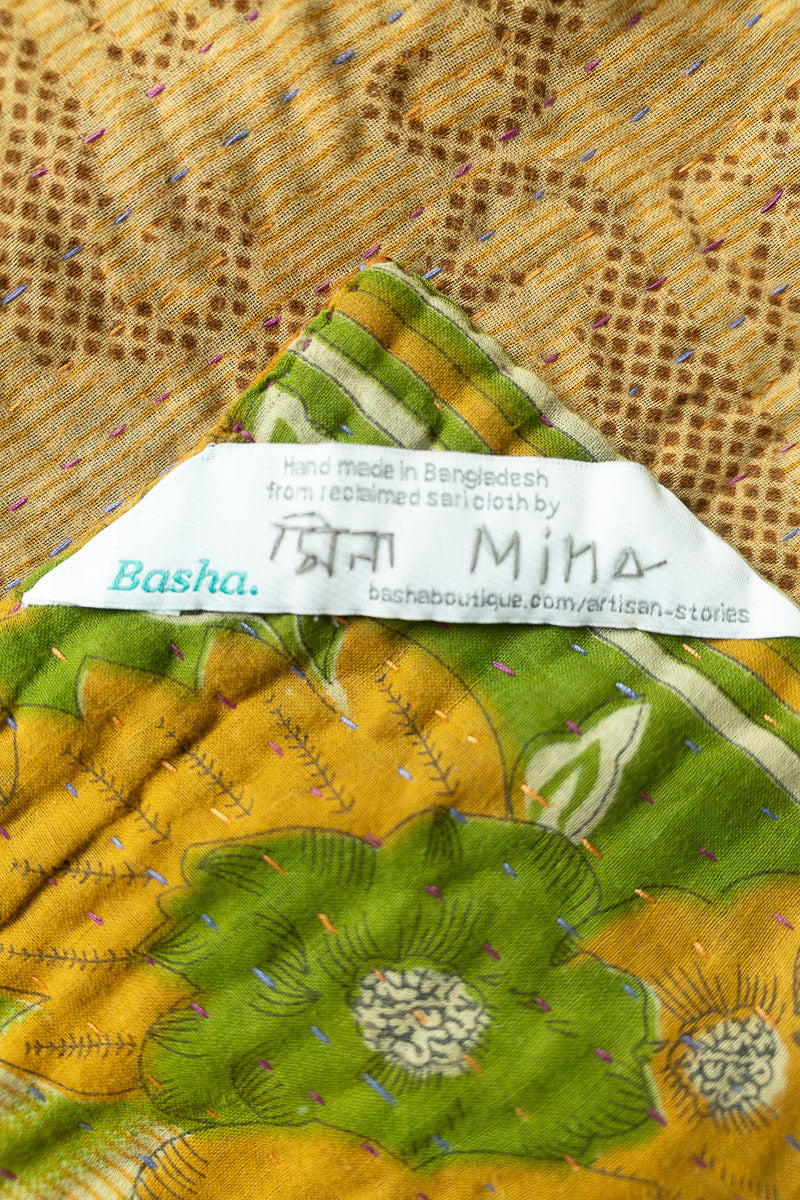 Hand made in Bangladesh
from reclaimed sari cloth by
মিনা Mina
Basha.
bashaboutique.com/artisan-stories